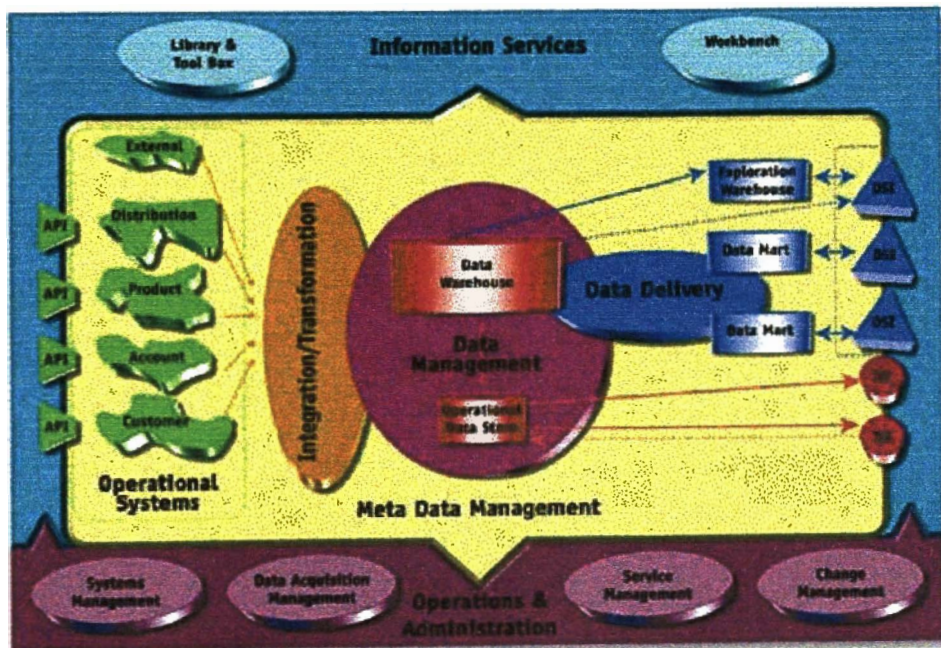 Library &
Tool Box
Information Services
Workbench
External
Exploration
Warehouse
DSI
API
Distribution
Data
Warehouse
Data Mart
DSI
API
Product
Data Delivery
Integration/Transformation
Data
Management
Data Mart
DSI
API
Account
API
Customer
Operational
Data Store
Operational
Systems
Meta Data Management
Systems
Management
Data Acquisition
Management
Operations &
Administration
Service
Management
Change
Management